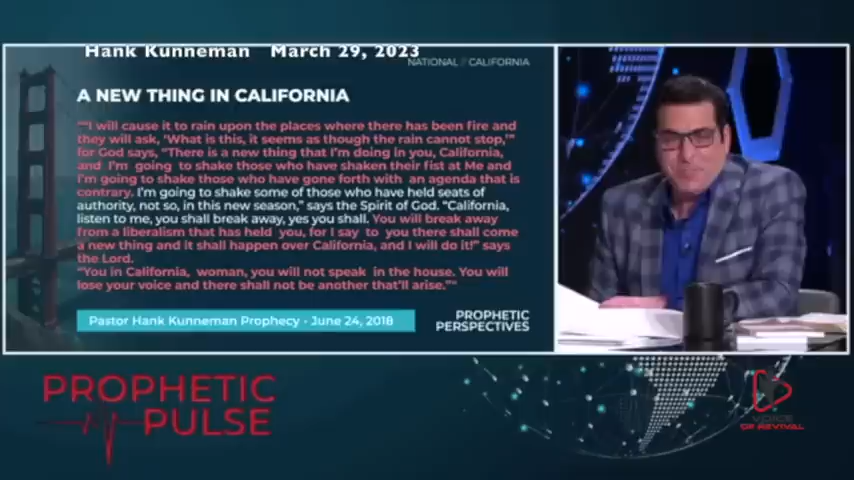 Hank Kunneman March 29, 2023
NATIONAL / CALIFORNIA
A NEW THING IN CALIFORNIA
"“I will cause it to rain upon the places where there has been fire and
they will ask, ‘What is this, it seems as though the rain cannot stop,’”
for God says, “There is a new thing that I’m doing in you, California,
and I’m going to shake those who have shaken their fist at Me and
I’m going to shake those who have gone forth with an agenda that is
contrary. I’m going to shake some of those who have held seats of
authority, not so, in this new season,” says the Spirit of God. “California,
listen to me, you shall break away, yes you shall. You will break away
from a liberalism that has held you, for I say to you there shall come
a new thing and it shall happen over California, and I will do it!” says
the Lord.
“You in California, woman, you will not speak in the house. You will
lose your voice and there shall not be another that’ll arise.”"
Pastor Hank Kunneman Prophecy - June 24, 2018
PROPHETIC
PERSPECTIVES
PROPHETIC
PULSE
VOICE
OF REVIVAL